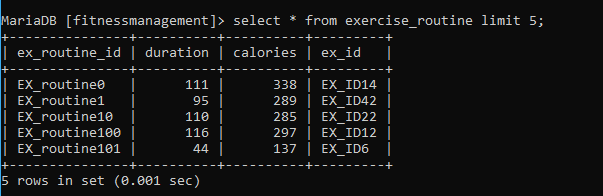 MariaDB [fitnessmanagement]> select * from exercise_routine limit 5;
+---------------+----------+----------+---------+
| ex_routine_id | duration | calories | ex_id   |
+---------------+----------+----------+---------+
| EX_routine0   |      111 |      338 | EX_ID14 |
| EX_routine1   |       95 |      289 | EX_ID42 |
| EX_routine10  |      110 |      285 | EX_ID22 |
| EX_routine100 |      116 |      297 | EX_ID12 |
| EX_routine101 |       44 |      137 | EX_ID6  |
+---------------+----------+----------+---------+
5 rows in set (0.001 sec)